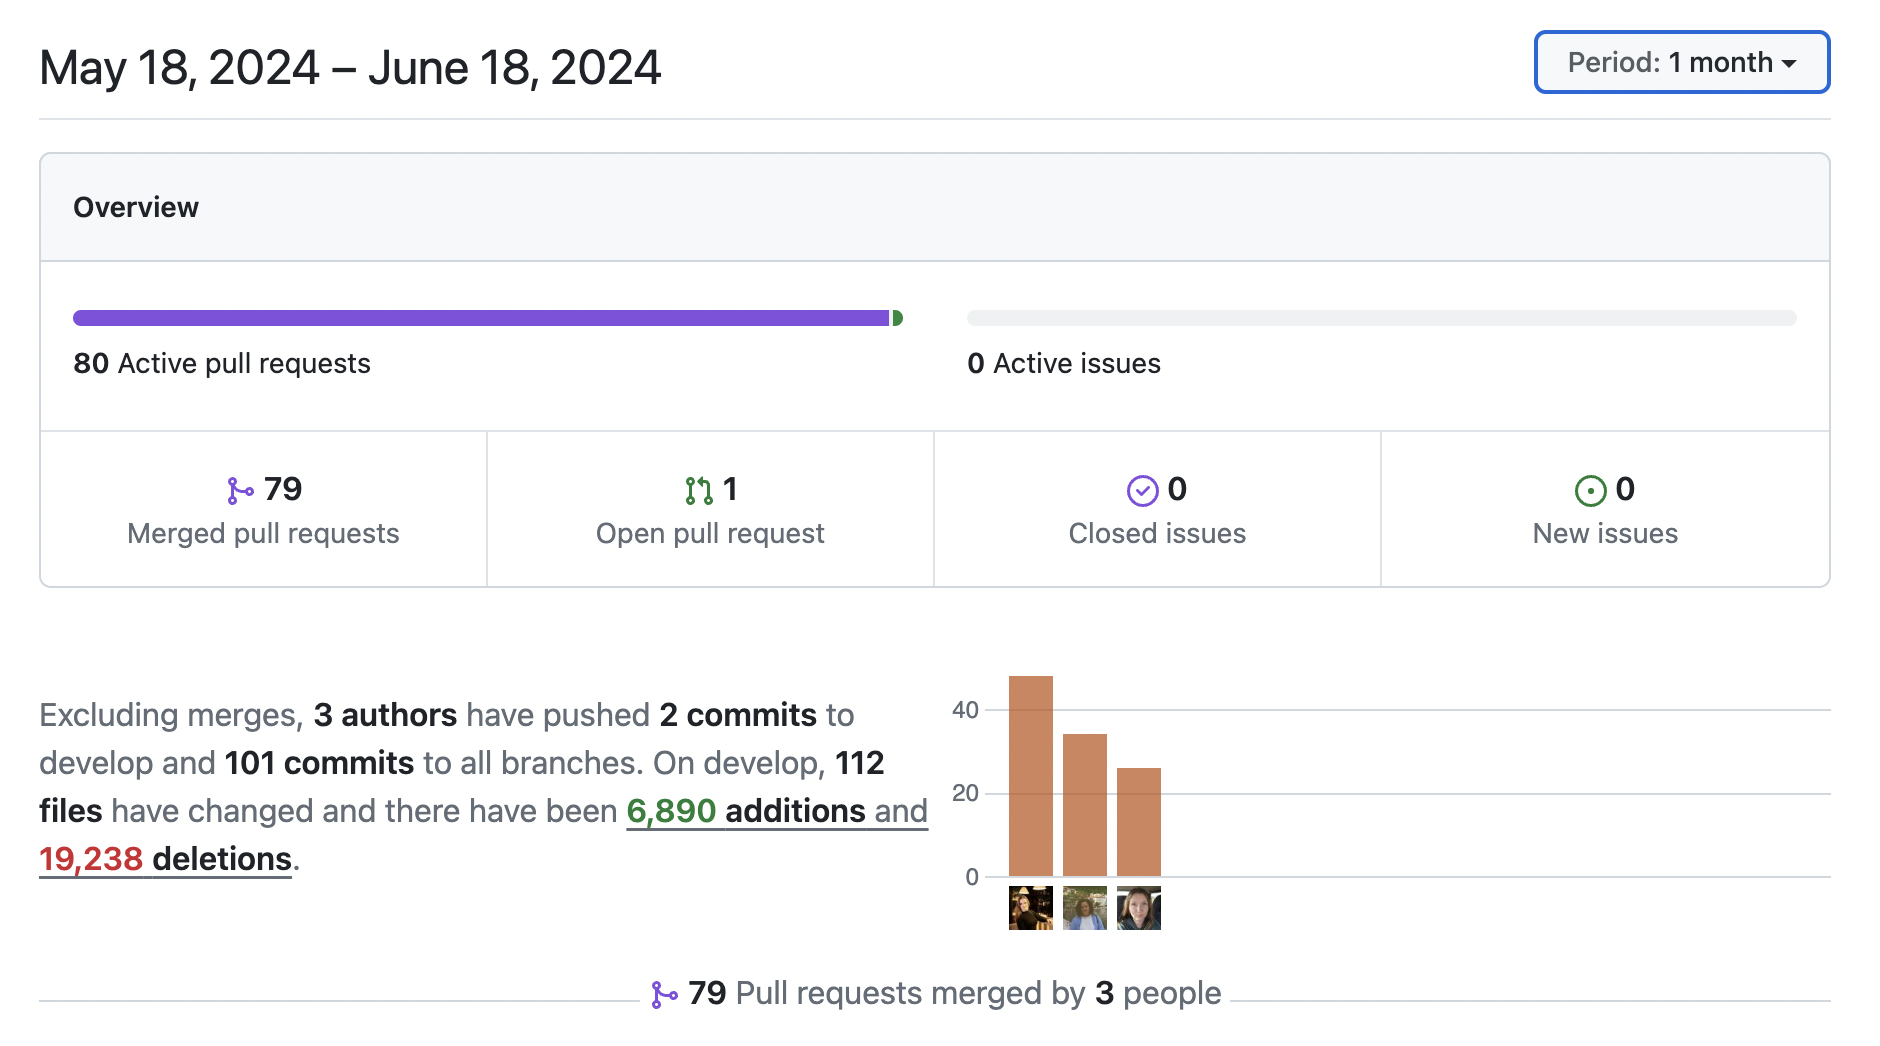 May 18, 2024 – June 18, 2024
Period: 1 month
Overview
80 Active pull requests
0 Active issues
79
Merged pull requests
1
Open pull request
0
Closed issues
0
New issues
Excluding merges, 3 authors have pushed 2 commits to
develop and 101 commits to all branches. On develop, 112
files have changed and there have been 6,890 additions and
19,238 deletions.
40
20
0
79 Pull requests merged by 3 people